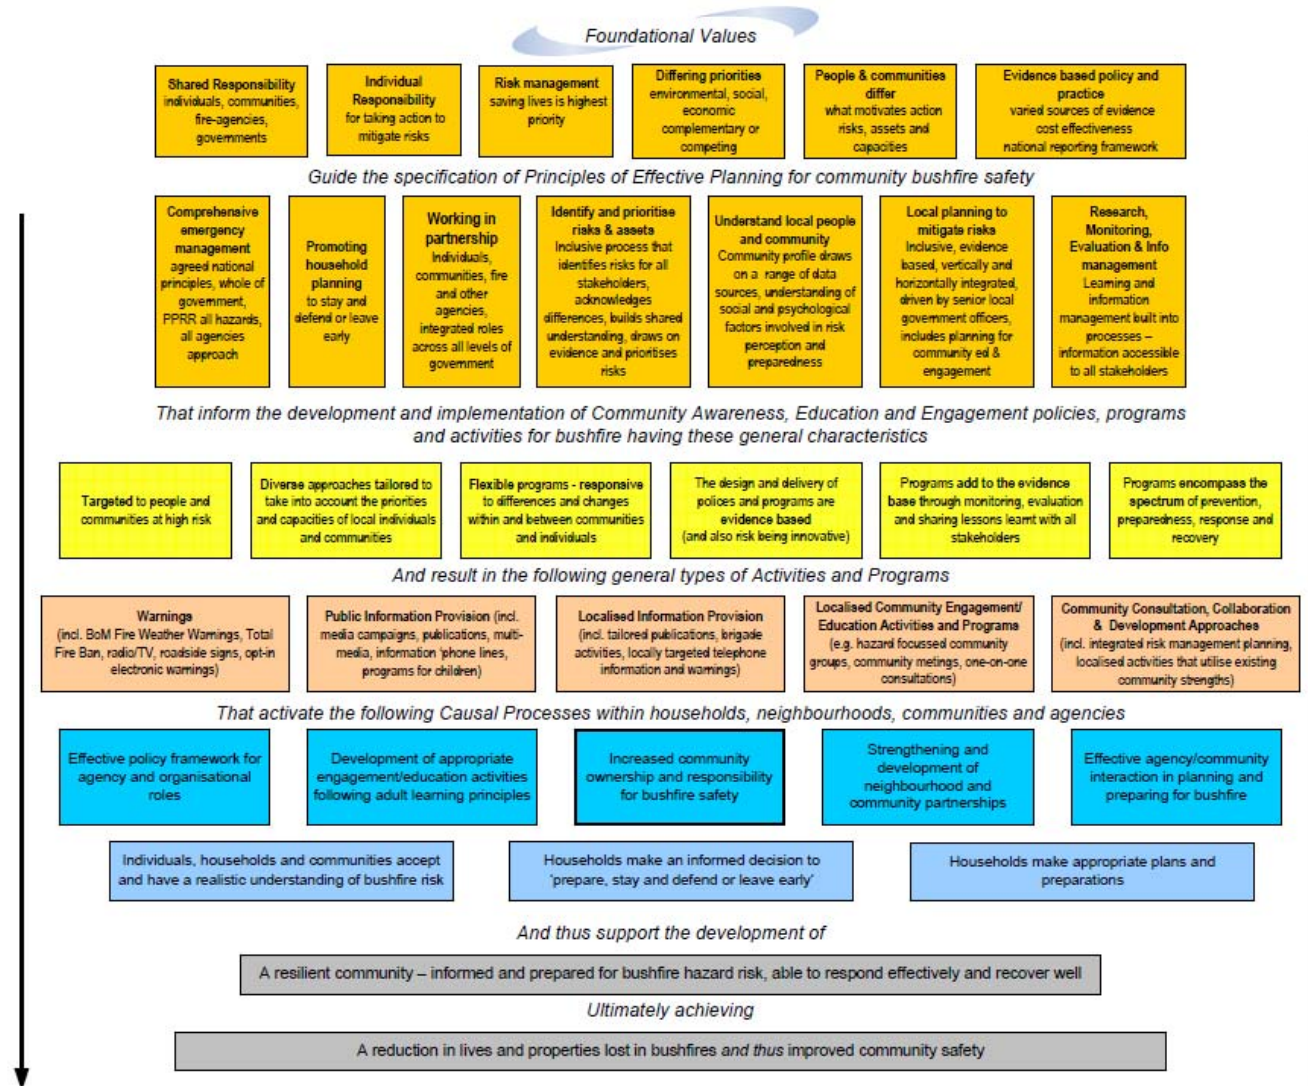 Foundational Values
Shared Responsibility
individuals, communities,
fire-agencies,
governments
Individual
Responsibility
for taking action to
mitigate risks
Risk management
saving lives is highest
priority
Differing priorities
environmental, social,
economic
complementary or
competing
People & communities
differ
what motivates action
risks, assets and
capacities
Evidence based policy and
practice
varied sources of evidence
cost effectiveness
national reporting framework
Guide the specification of Principles of Effective Planning for community bushfire safety
Comprehensive
emergency
management
agreed national
principles, whole of
government,
PPRR all hazards,
all agencies
approach
Promoting
household
planning
to stay and
defend or leave
early
Working in
partnership
Individuals,
communities, fire
and other
agencies,
integrated roles
across all levels of
government
Identify and prioritise
risks & assets
Inclusive process that
identifies risks for all
stakeholders,
acknowledges
differences, builds shared
understanding, draws on
evidence and prioritises
risks
Understand local people
and community
Community profile draws
on a range of data
sources, understanding of
social and psychological
factors involved in risk
perception and
preparedness
Local planning to
mitigate risks
Inclusive, evidence
based, vertically and
horizontally integrated,
driven by senior local
government officers,
includes planning for
community ed &
engagement
Research,
Monitoring,
Evaluation & Info
management
Learning and
information
management built into
processes –
information accessible
to all stakeholders
That inform the development and implementation of Community Awareness, Education and Engagement policies, programs
and activities for bushfire having these general characteristics
Targeted to people and
communities at high risk
Diverse approaches tailored to
take into account the priorities
and capacities of local individuals
and communities
Flexible programs - responsive
to differences and changes
within and between communities
and individuals
The design and delivery of
polices and programs are
evidence based
(and also risk being innovative)
Programs add to the evidence
base through monitoring, evaluation
and sharing lessons learnt with all
stakeholders
Programs encompass the
spectrum of prevention,
preparedness, response and
recovery
And result in the following general types of Activities and Programs
Warnings
(incl. BoM Fire Weather Warnings, Total
Fire Ban, radio/TV, roadside signs, opt-in
electronic warnings)
Public Information Provision (incl.
media campaigns, publications, multi-
media, information 'phone lines,
programs for children)
Localised Information Provision
(incl. tailored publications, brigade
activities, locally targeted telephone
information and warnings)
Localised Community Engagement/
Education Activities and Programs
(e.g. hazard focussed community
groups, community metings, one-on-one
consultations)
Community Consultation, Collaboration
& Development Approaches
(incl. integrated risk management planning,
localised activities that utilise existing
community strengths)
That activate the following Causal Processes within households, neighbourhoods, communities and agencies
Effective policy framework for
agency and organisational
roles
Development of appropriate
engagement/education activities
following adult learning principles
Increased community
ownership and responsibility
for bushfire safety
Strengthening and
development of
neighbourhood and
community partnerships
Effective agency/community
interaction in planning and
preparing for bushfire
Individuals, households and communities accept
and have a realistic understanding of bushfire risk
Households make an informed decision to
'prepare, stay and defend or leave early'
Households make appropriate plans and
preparations
And thus support the development of
A resilient community – informed and prepared for bushfire hazard risk, able to respond effectively and recover well
Ultimately achieving
A reduction in lives and properties lost in bushfires and thus improved community safety